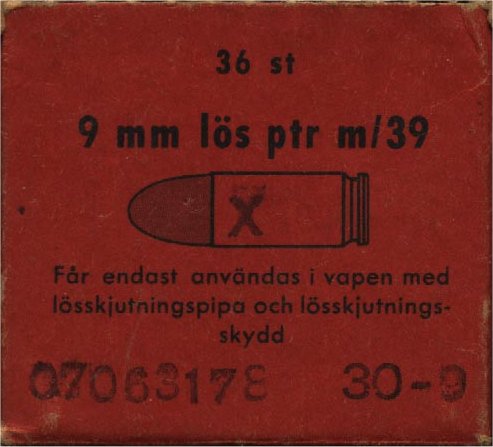 36 st
9 mm lös ptr m/39
X
Får endast användas i vapen med
lösskjutningspipa och lösskjutnings-
skydd
07063178 30-9